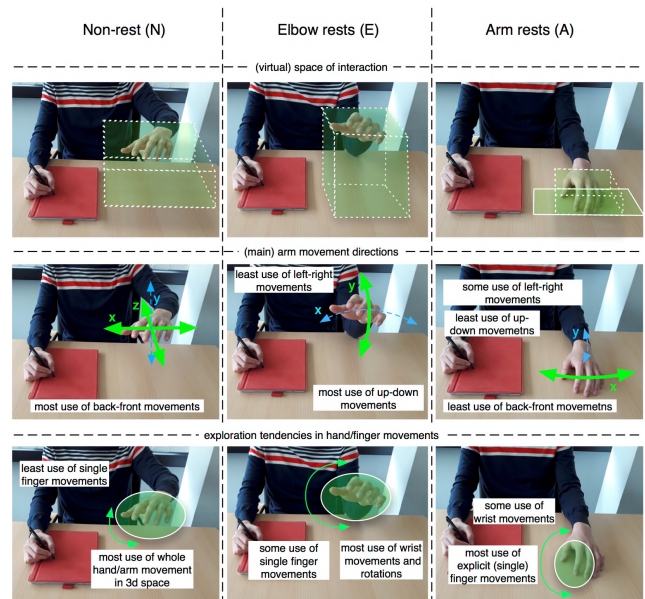 Non-rest (N)
Elbow rests (E)
Arm rests (A)
(virtual) space of interaction
(main) arm movement directions
z
y
x
most use of back-front movements
least use of left-right
movements
y
x
most use of up-down
movements
some use of left-right
movements
least use of up-
down movemetns
y
x
least use of back-front movemetns
exploration tendencies in hand/finger movements
least use of single
finger movements
most use of whole
hand/arm movement
in 3d space
some use of
single finger
movements
most use of wrist
movements and
rotations
some use of
wrist movements
most use of
explicit (single)
finger movements